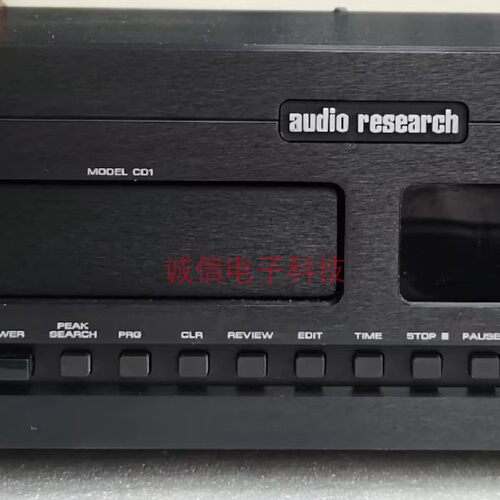 audio research
MODEL CD1
诚信电子科技
POWER PEAK SEARCH PRG CLR REVIEW EDIT TIME STOP PAUSE